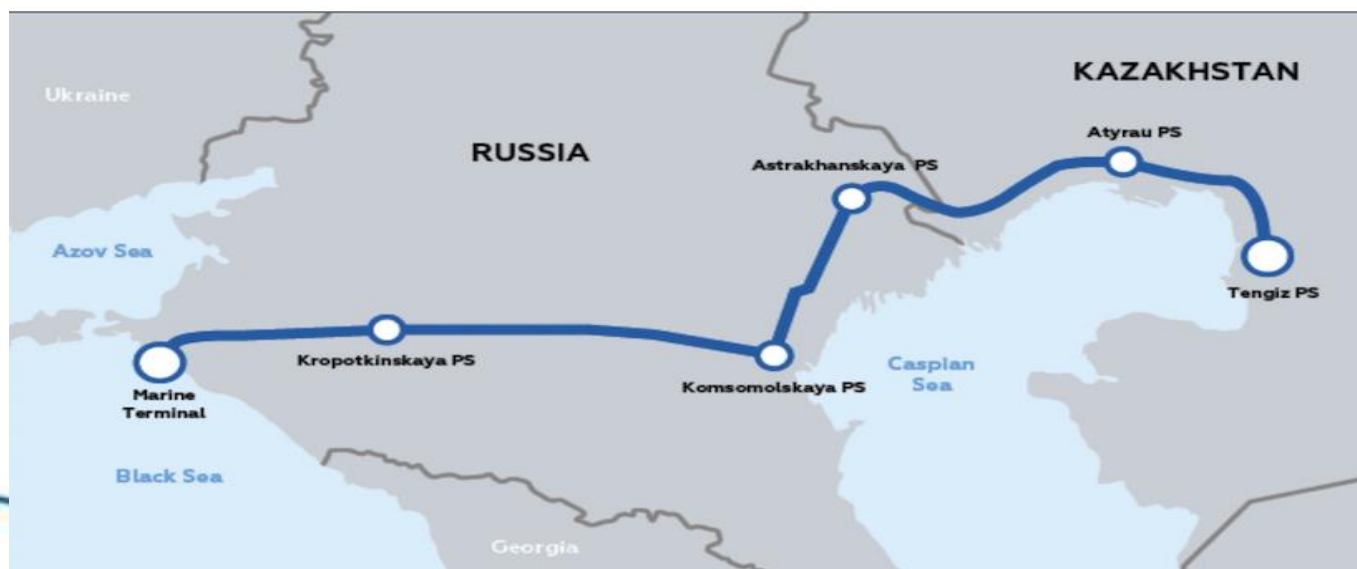 KAZAKHSTAN
Ukraine
Atyrau PS
RUSSIA
Astrakhanskaya PS
Azov Sea
Tengiz PS
Kropotkinskaya PS
Caspian
Sea
Komsomolskaya PS
Marine
Terminal
Black Sea
Georgia